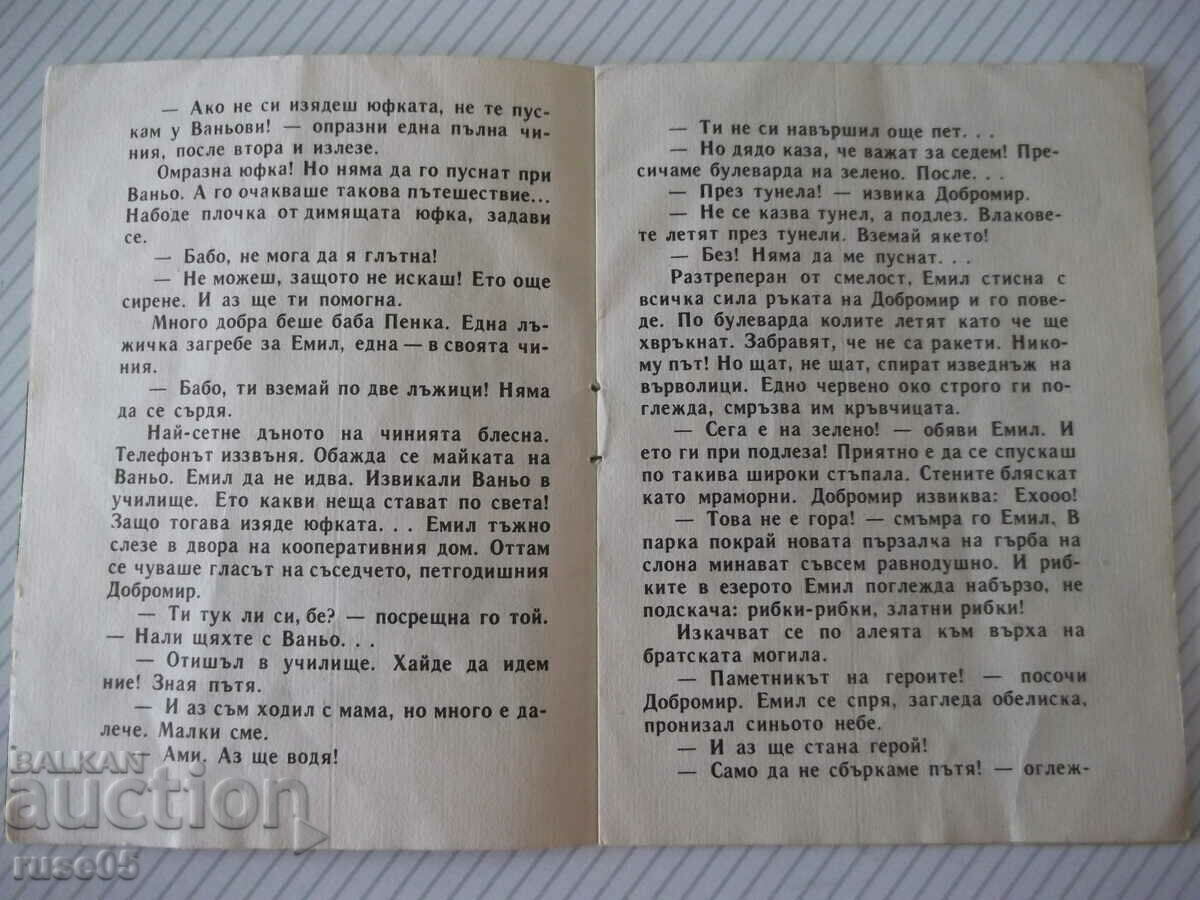 — Ако не си изядеш юфката, не те пус-
кам у Ваньови! — опразни една пълна чи-
ния, после втора и излезе.
Омразна юфка! Но няма да го пуснат при
Ваньо. А го очакваше такова пътешествие...
Набоде плочка от димящата юфка, задави
се.
— Бабо, не мога да я глътна!
— Не можеш, защото не искаш! Ето още
сирене. И аз ще ти помогна.
Много добра беше баба Пенка. Една лъ-
жичка загребе за Емил, една — в своята чи-
ния.
— Бабо, ти вземай по две лъжици! Няма
да се сърдя.
Най-сетне дъното на чинията блесна.
Телефонът иззвъня. Обажда се майката на
Ваньо. Емил да не идва. Извикали Ваньо в
училище. Ето какви неща стават по света!
Защо тогава изяде юфката. . . Емил тъжно
слезе в двора на кооперативния дом. Оттам
се чуваше гласът на съседчето, петгодишния
Добромир.
— Ти тук ли си, бе? — посрещна го той.
— Нали щяхте с Ваньо. . .
— Отишъл в училище. Хайде да идем
ние! Зная пътя.
— И аз съм ходил с мама, но много е да-
лече. Малки сме.
— Ами. Аз ще водя!
— Ти не си навършил още пет. . .
— Но дядо каза, че важат за седем! Пре-
сичаме булеварда на зелено. После. . .
— През тунела! — извика Добромир.
— Не се казва тунел, а подлез. Влакове-
те летят през тунели. Вземай якето!
— Без! Няма да ме пуснат. . .
Разтреперан от смелост, Емил стисна с
всичка сила ръката на Добромир и го пове-
де. По булеварда колите летят като че ще
хвръкнат. Забравят, че не са ракети. Нико-
му път! Но щат, не щат, спират изведнъж на
върволици. Едно червено око строго ги по-
глежда, смръзва им кръвчицата.
— Сега е на зелено! — обяви Емил. И
ето ги при подлеза! Приятно е да се спускаш
по такива широки стъпала. Стените бляскат
като мраморни. Добромир извиква: Ехооо!
— Това не е гора! — смъмра го Емил. В
парка покрай новата пързалка на гърба на
слона минават съвсем равнодушно. И риб-
ките в езерото Емил поглежда набързо, не
подскача: рибки-рибки, златни рибки!
Изкачват се по алеята към върха на
братската могила.
— Паметникът на героите! — посочи
Добромир. Емил се спря, загледа обелиска,
пронизал синьото небе.
— И аз ще стана герой!
— Само да не сбъркаме пътя! — оглеж-
BALKAN
auction
ruse05